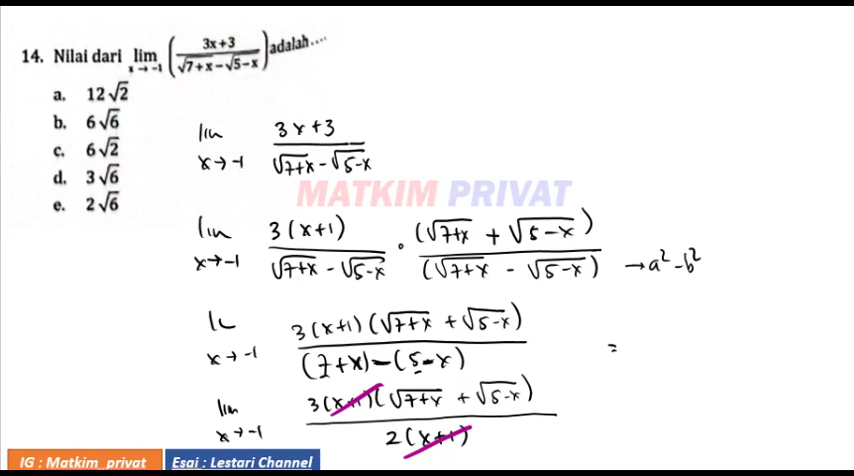 14. Nilai dari lim x → -1 (3x+3 / √7+x − √5−x) adalah....
a. 12√2
b. 6√6
c. 6√2
d. 3√6
e. 2√6
lim x→-1 3x+3 / √7+x − √5-x
MATKIM PRIVAT
lim x→-1 3(x+1) / √7+x − √5-x · (√7+x + √5−x) / (√7+x − √5−x) → a² − b²
li x→-1 3(x+1)(√7+x + √5-x) / (7+x) − (5−x) =
lim x→-1 3(x+1)(√7+x + √5-x) / 2(x+1)
IG : Matkim_privat
Esai : Lestari Channel